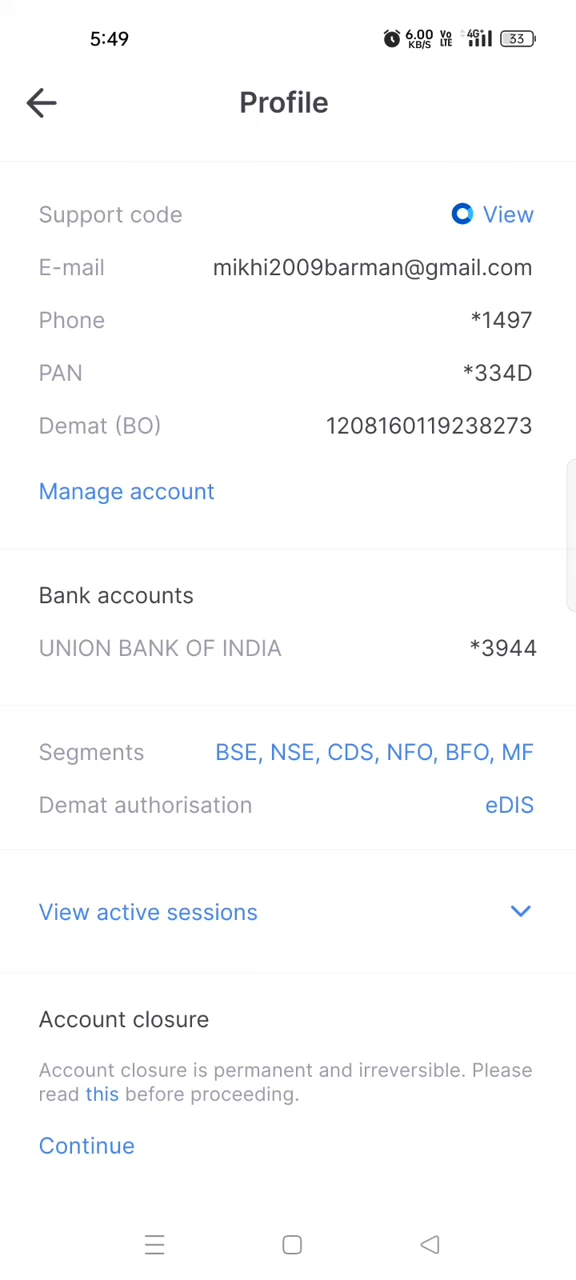 5:49 6.00 KB/S Vo LTE 4G+ 33
Profile
Support code View
E-mail mikhi2009barman@gmail.com
Phone *1497
PAN *334D
Demat (BO) 1208160119238273
Manage account
Bank accounts
UNION BANK OF INDIA *3944
Segments BSE, NSE, CDS, NFO, BFO, MF
Demat authorisation eDIS
View active sessions
Account closure
Account closure is permanent and irreversible. Please
read this before proceeding.
Continue